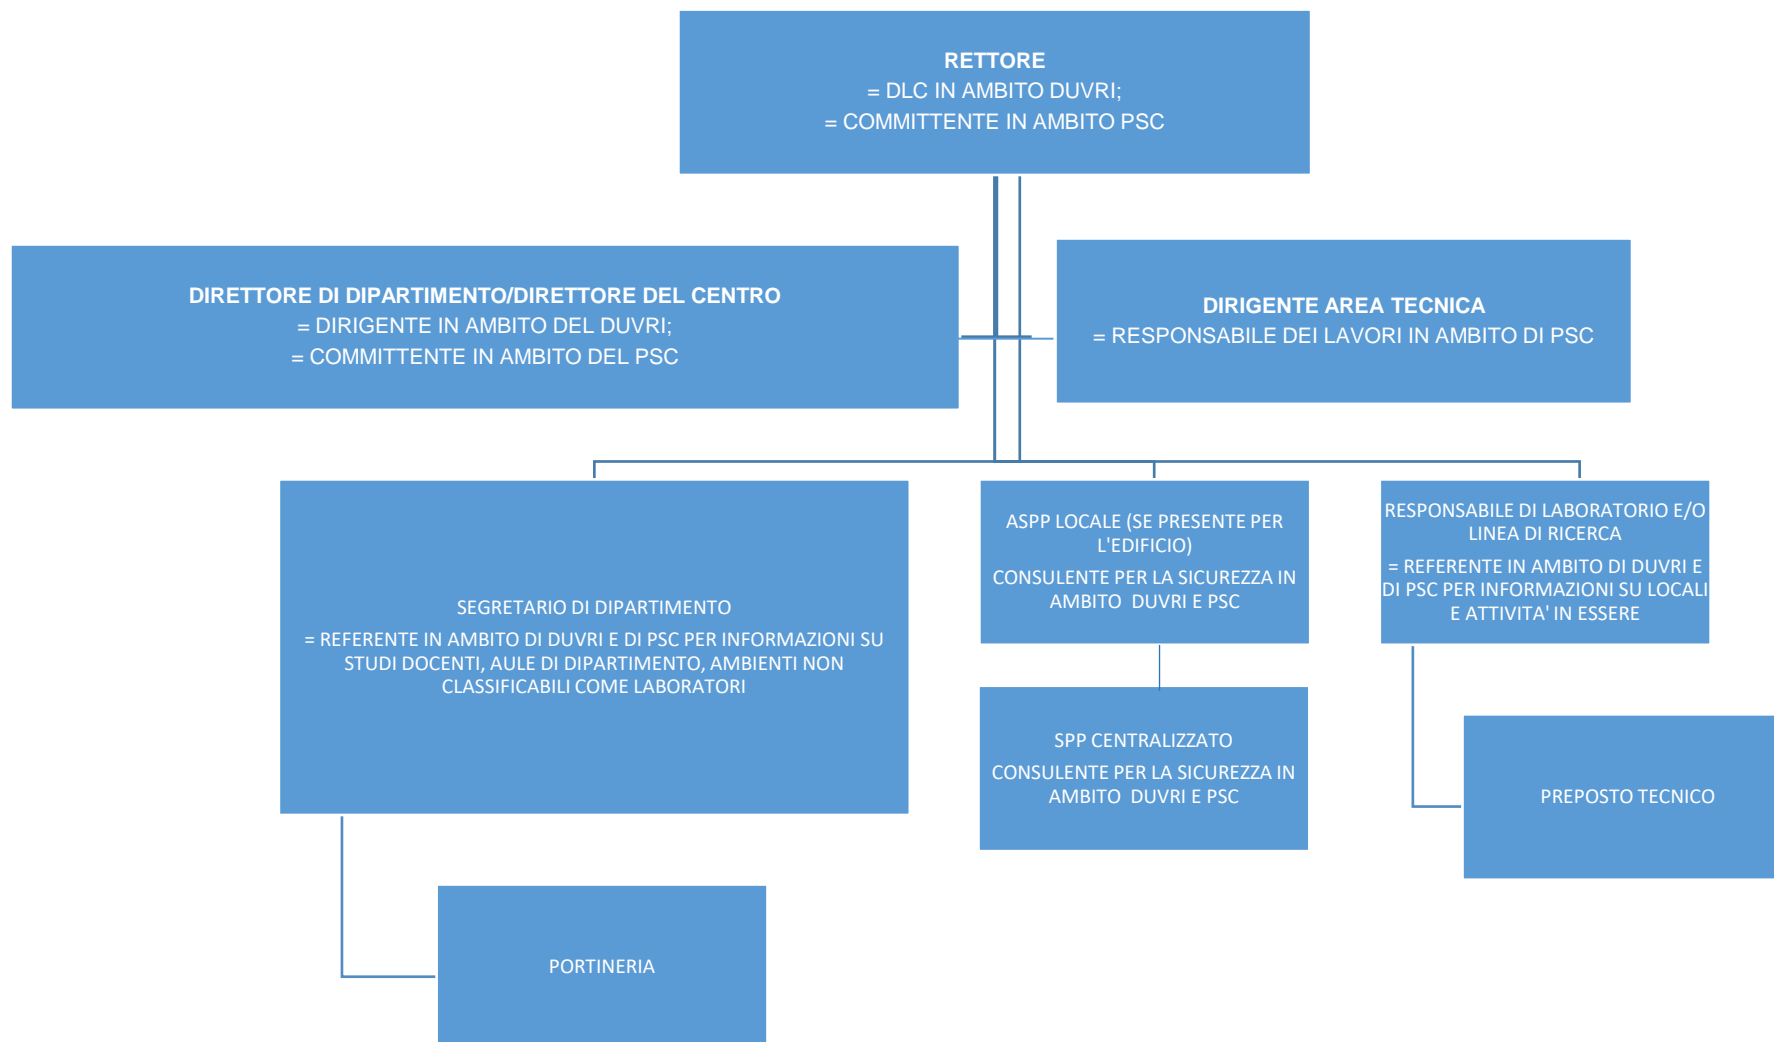 RETTORE
= DLC IN AMBITO DUVRI;
= COMMITTENTE IN AMBITO PSC
DIRETTORE DI DIPARTIMENTO/DIRETTORE DEL CENTRO
= DIRIGENTE IN AMBITO DEL DUVRI;
= COMMITTENTE IN AMBITO DEL PSC
DIRIGENTE AREA TECNICA
= RESPONSABILE DEI LAVORI IN AMBITO DI PSC
SEGRETARIO DI DIPARTIMENTO
= REFERENTE IN AMBITO DI DUVRI E DI PSC PER INFORMAZIONI SU
STUDI DOCENTI, AULE DI DIPARTIMENTO, AMBIENTI NON
CLASSIFICABILI COME LABORATORI
ASPP LOCALE (SE PRESENTE PER
L'EDIFICIO)
CONSULENTE PER LA SICUREZZA IN
AMBITO DUVRI E PSC
RESPONSABILE DI LABORATORIO E/O
LINEA DI RICERCA
= REFERENTE IN AMBITO DI DUVRI E
DI PSC PER INFORMAZIONI SU LOCALI
E ATTIVITA' IN ESSERE
SPP CENTRALIZZATO
CONSULENTE PER LA SICUREZZA IN
AMBITO DUVRI E PSC
PREPOSTO TECNICO
PORTINERIA